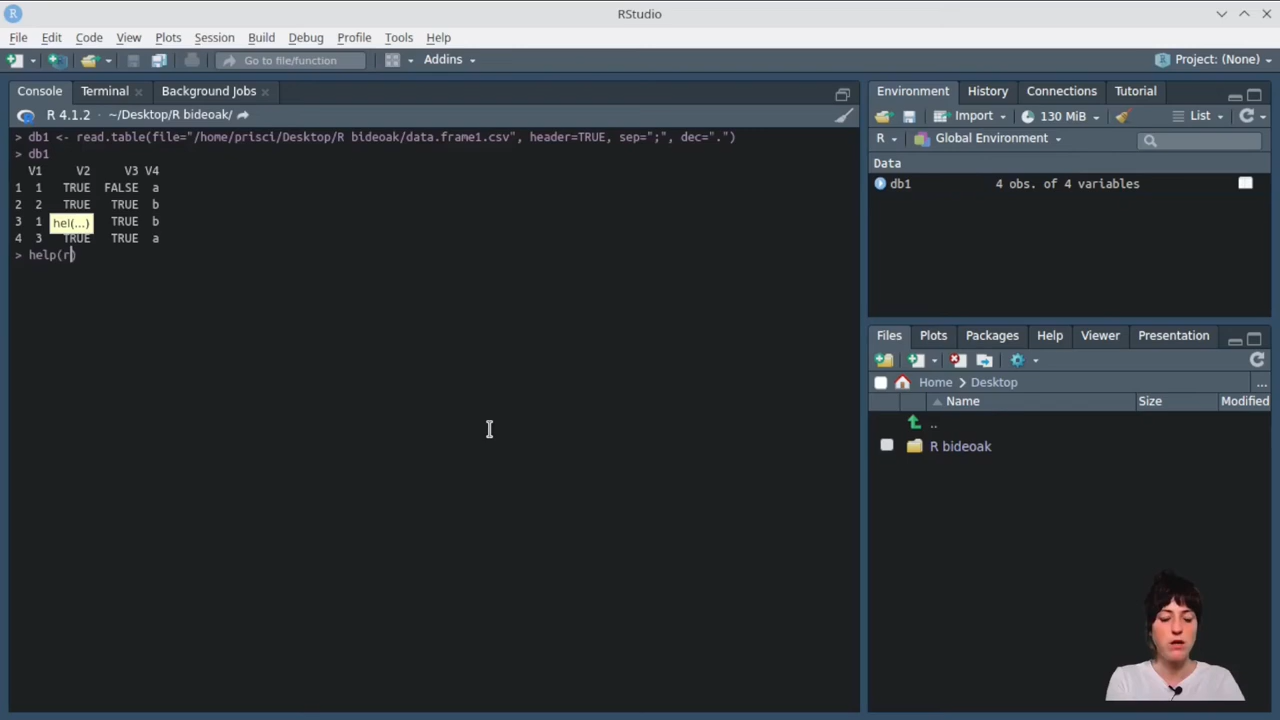 RStudio
File Edit Code View Plots Session Build Debug Profile Tools Help
Go to file/function Addins Project: (None)
Console Terminal Background Jobs
R 4.1.2 · ~/Desktop/R bideoak/
> db1 <- read.table(file="/home/prisci/Desktop/R bideoak/data.frame1.csv", header=TRUE, sep=";", dec=".")
> db1
V1 V2 V3 V4
1 1 TRUE FALSE a
2 2 TRUE TRUE b
3 1 hel(...) TRUE b
4 3 TRUE TRUE a
> help(r)
Environment History Connections Tutorial
Import 130 MiB List
R Global Environment
Data
db1 4 obs. of 4 variables
Files Plots Packages Help Viewer Presentation
Home > Desktop ...
Name Size Modified
..
R bideoak